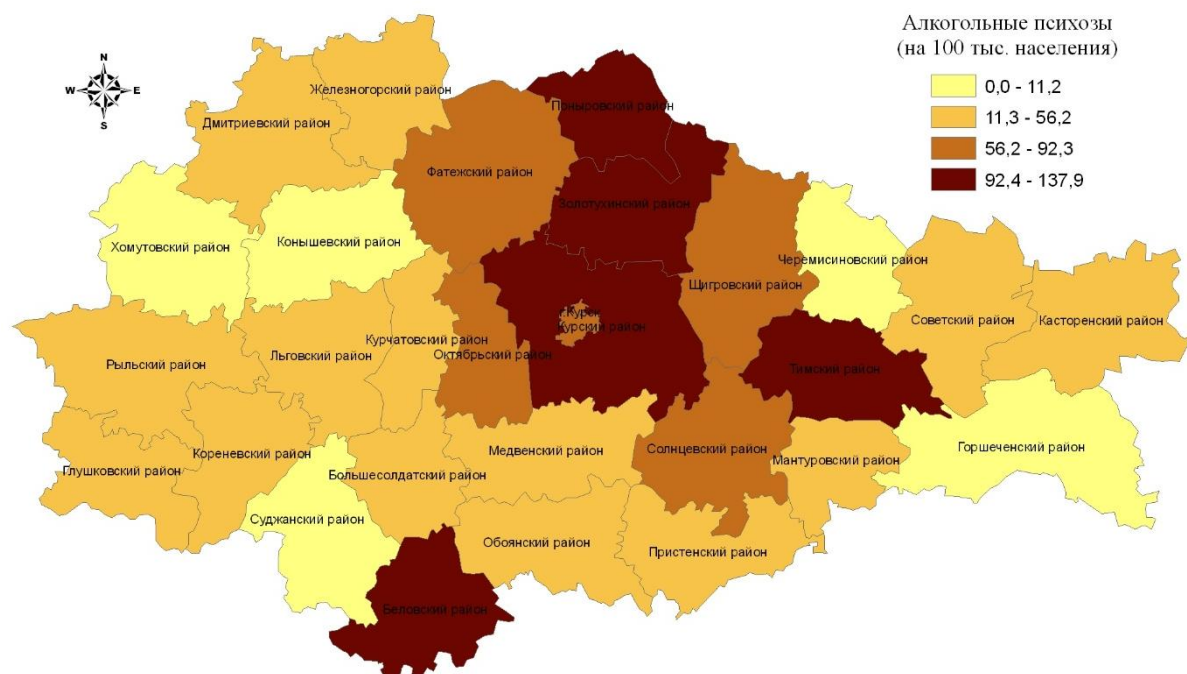 Алкогольные психозы
(на 100 тыс. населения)
0,0 - 11,2
11,3 - 56,2
56,2 - 92,3
92,4 - 137,9
N
W E
S
Железногорский район
Дмитриевский район
Поныровский район
Фатежский район
Золотухинский район
Хомутовский район
Конышевский район
Черемисиновский район
Щигровский район
г.Курск
Курский район
Советский район
Касторенский район
Курчатовский район
Октябрьский район
Рыльский район
Льговский район
Тимский район
Горшеченский район
Медвенский район
Солнцевский район
Мантуровский район
Кореневский район
Глушковский район
Большесолдатский район
Суджанский район
Обоянский район
Пристенский район
Беловский район